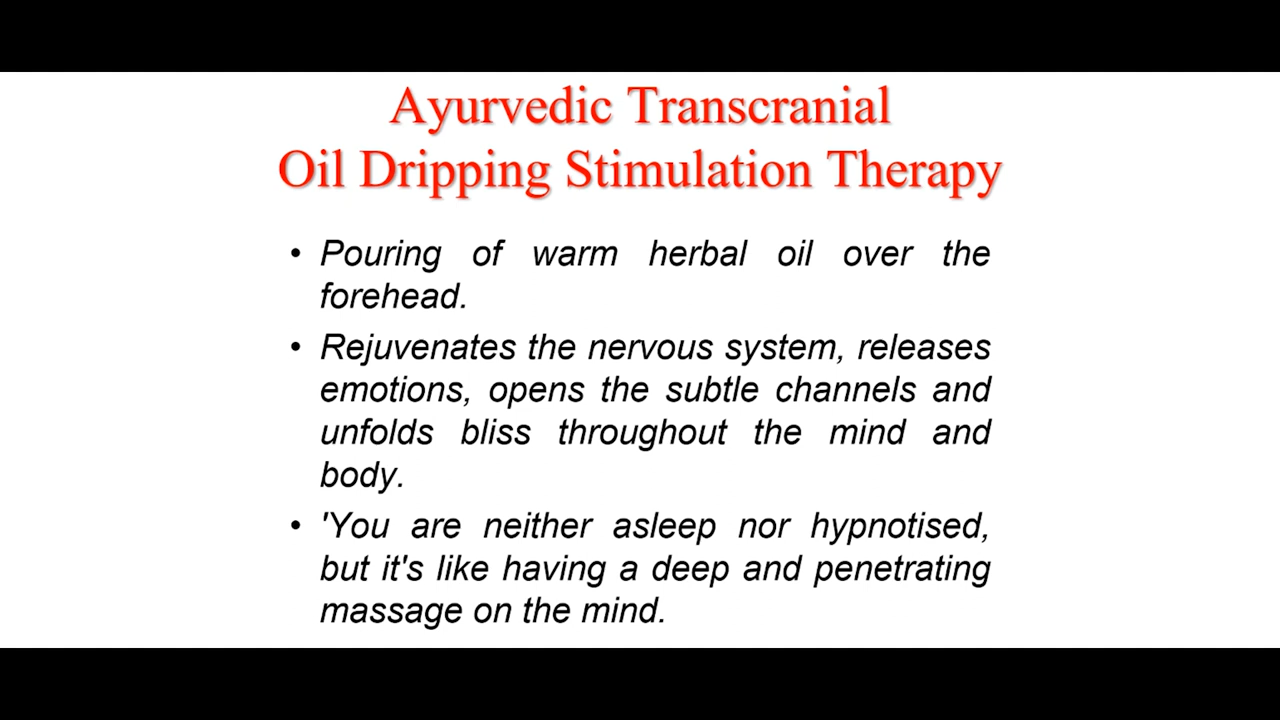 Ayurvedic Transcranial
Oil Dripping Stimulation Therapy
• Pouring of warm herbal oil over the
forehead.
• Rejuvenates the nervous system, releases
emotions, opens the subtle channels and
unfolds bliss throughout the mind and
body.
• 'You are neither asleep nor hypnotised,
but it's like having a deep and penetrating
massage on the mind.